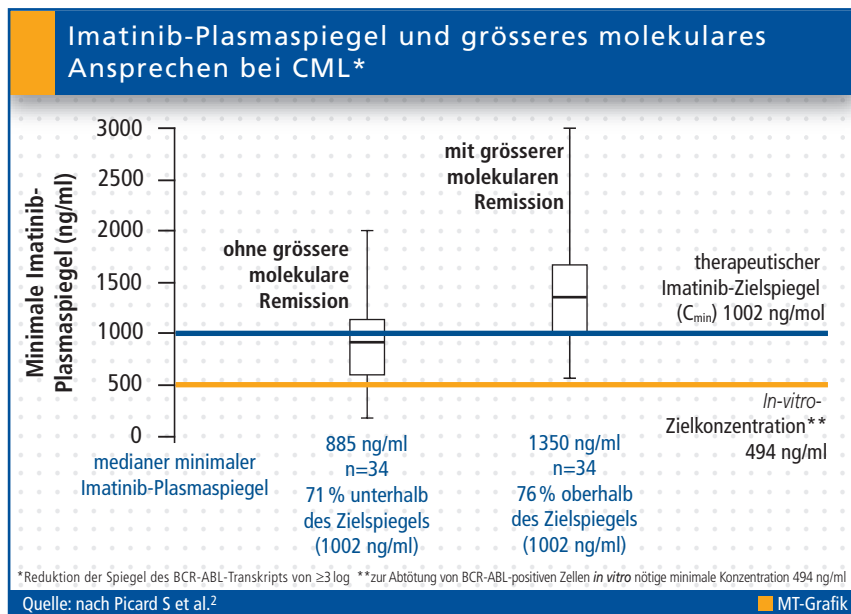 Imatinib-Plasmaspiegel und grösseres molekulares
Ansprechen bei CML*
Minimale Imatinib-
Plasmaspiegel (ng/ml)
3000
2500
2000
1500
1000
500
0
ohne grössere
molekulare
Remission
mit grösserer
molekularen
Remission
therapeutischer
Imatinib-Zielspiegel
(Cmin) 1002 ng/mol
In-vitro-
Zielkonzentration**
494 ng/ml
medianer minimaler
Imatinib-Plasmaspiegel
885 ng/ml
n=34
71 % unterhalb
des Zielspiegels
(1002 ng/ml)
1350 ng/ml
n=34
76 % oberhalb
des Zielspiegels
(1002 ng/ml)
*Reduktion der Spiegel des BCR-ABL-Transkripts von ≥3 log **zur Abtötung von BCR-ABL-positiven Zellen in vitro nötige minimale Konzentration 494 ng/ml
Quelle: nach Picard S et al.²
MT-Grafik